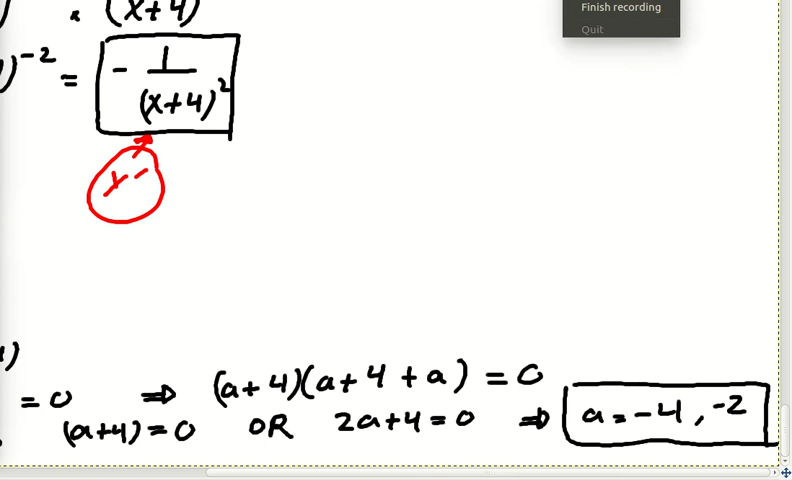 . (x+4)
)^-2 = - 1/(x+4)^2
+ -
Finish recording
Quit
)
= 0 ⇒ (a+4)(a+4+a) = 0
(a+4) = 0 OR 2a+4 = 0 ⇒ a = -4, -2